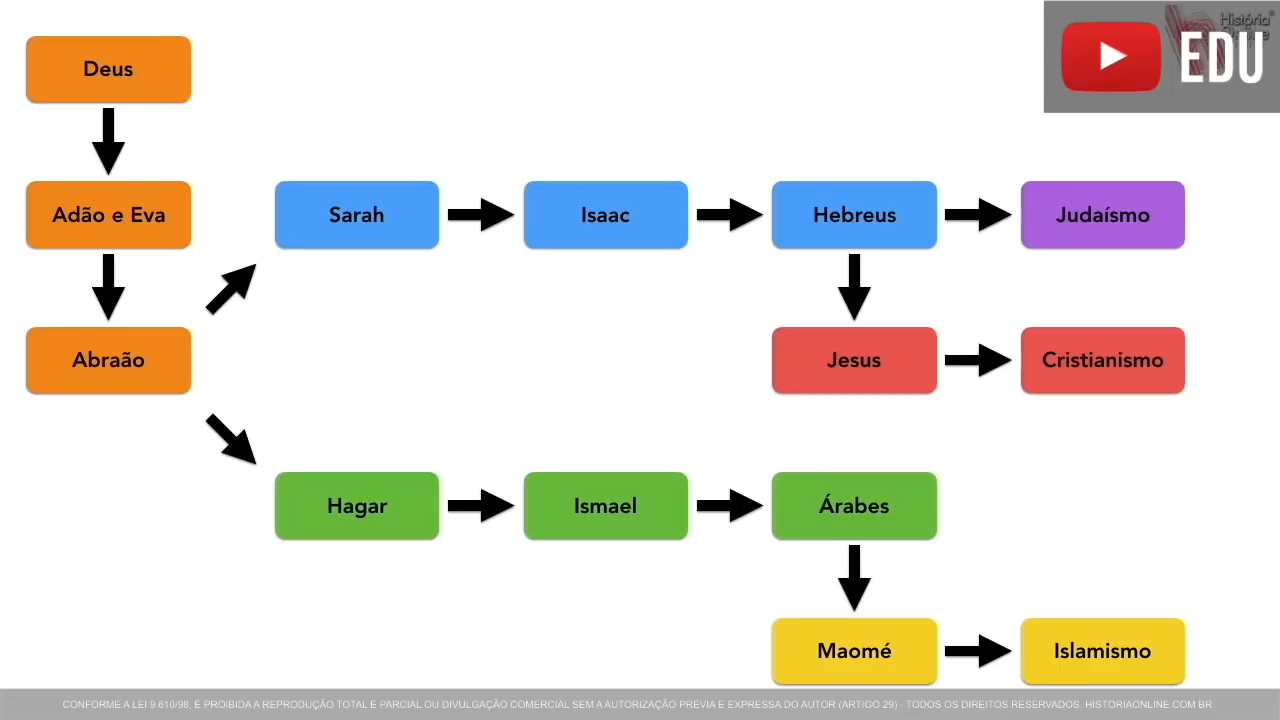 Deus
História
Online
EDU
Adão e Eva
Sarah
Isaac
Hebreus
Judaísmo
Abraão
Jesus
Cristianismo
Hagar
Ismael
Árabes
Maomé
Islamismo
CONFORME A LEI 9.610/98, É PROIBIDA A REPRODUÇÃO TOTAL E PARCIAL OU DIVULGAÇÃO COMERCIAL SEM A AUTORIZAÇÃO PRÉVIA E EXPRESSA DO AUTOR (ARTIGO 29) - TODOS OS DIREITOS RESERVADOS. HISTORIAONLINE.COM.BR